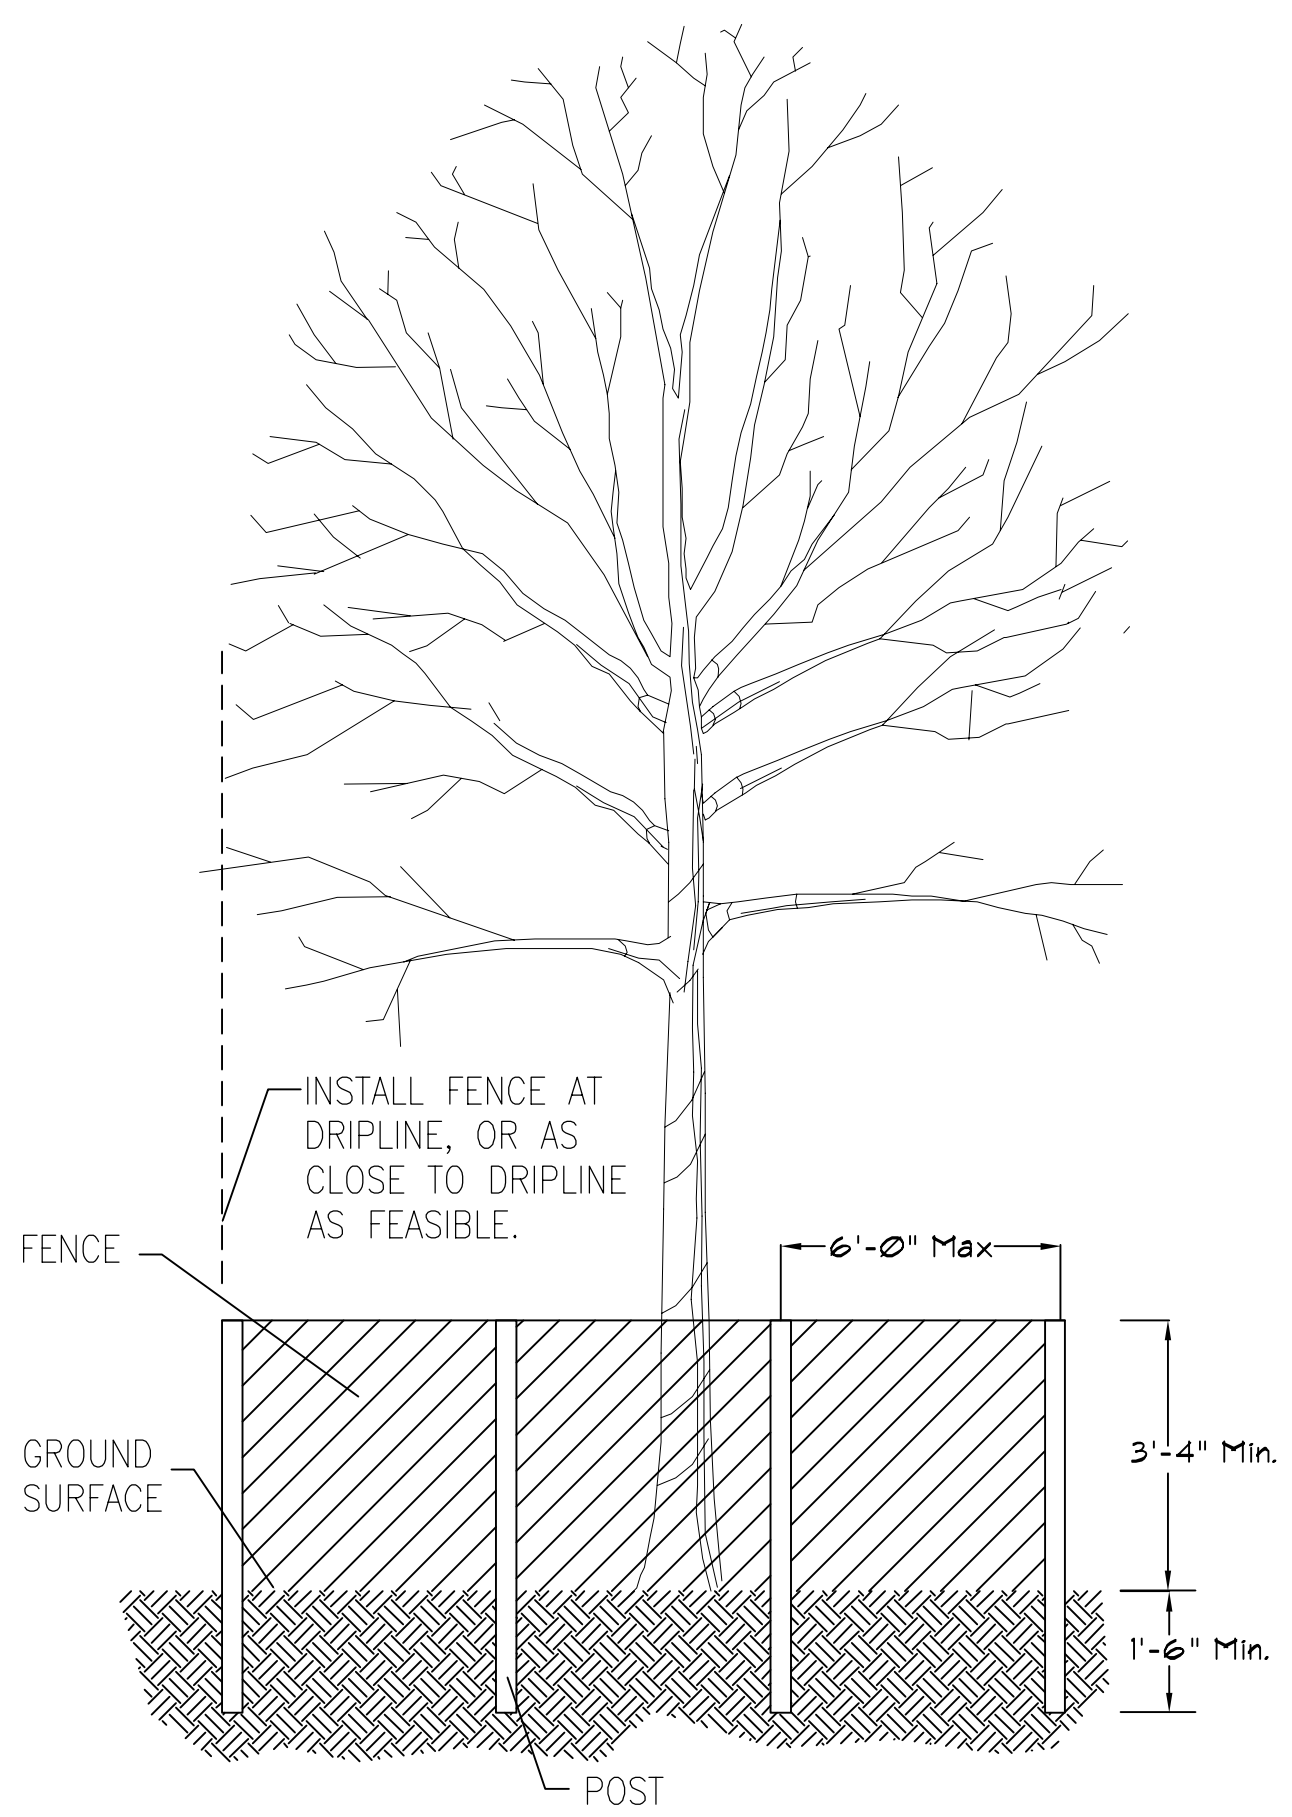 INSTALL FENCE AT
DRIPLINE, OR AS
CLOSE TO DRIPLINE
AS FEASIBLE.
FENCE
6'-0" Max
GROUND
SURFACE
3'-4" Min.
1'-6" Min.
POST